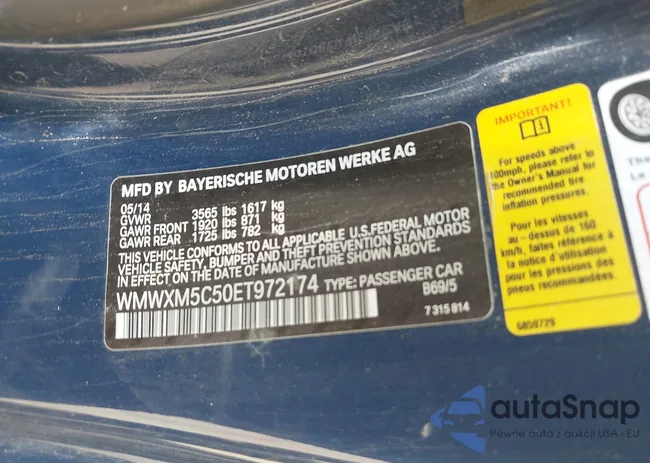 MFD BY BAYERISCHE MOTOREN WERKE AG
05/14
GVWR 3565 lbs 1617 kg
GAWR FRONT 1920 lbs 871 kg
GAWR REAR 1725 lbs 782 kg
THIS VEHICLE CONFORMS TO ALL APPLICABLE U.S. FEDERAL MOTOR
VEHICLE SAFETY, BUMPER AND THEFT PREVENTION STANDARDS
IN EFFECT ON THE DATE OF MANUFACTURE SHOWN ABOVE.
WMWXM5C50ET972174 TYPE: PASSENGER CAR
B69/5
7 315 814
IMPORTANT!
For speeds above
100mph, please refer to
the Owner's Manual for
recommended tire
inflation pressures.
Pour les vitesses
au-dessus de 160
km/h, faites référence à
la notice d'utilisation
pour les pressions des
pneus recommandées.
6858729
The
La
autaSnap
Pewne auta z aukcji USA i EU